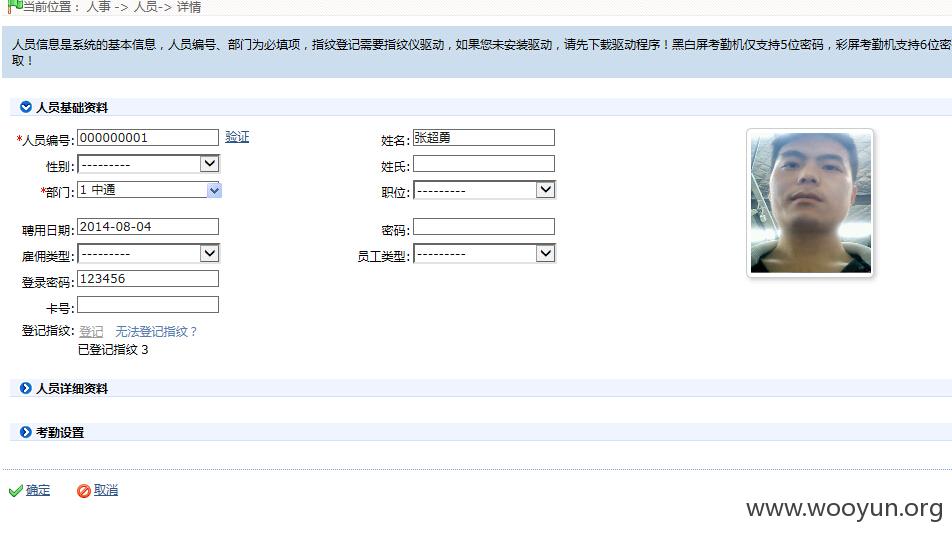 当前位置： 人事 -> 人员-> 详情
人员信息是系统的基本信息，人员编号、部门为必填项，指纹登记需要指纹仪驱动，如果您未安装驱动，请先下载驱动程序！黑白屏考勤机仅支持5位密码，彩屏考勤机支持6位密
取！
人员基础资料
*人员编号: 000000001 验证 姓名: 张超勇
性别: --------- 姓氏:
*部门: 1 中通 职位: ---------
聘用日期: 2014-08-04 密码:
雇佣类型: --------- 员工类型: ---------
登录密码: 123456
卡号:
登记指纹: 登记 无法登记指纹？
已登记指纹 3
人员详细资料
考勤设置
确定 取消
www.wooyun.org